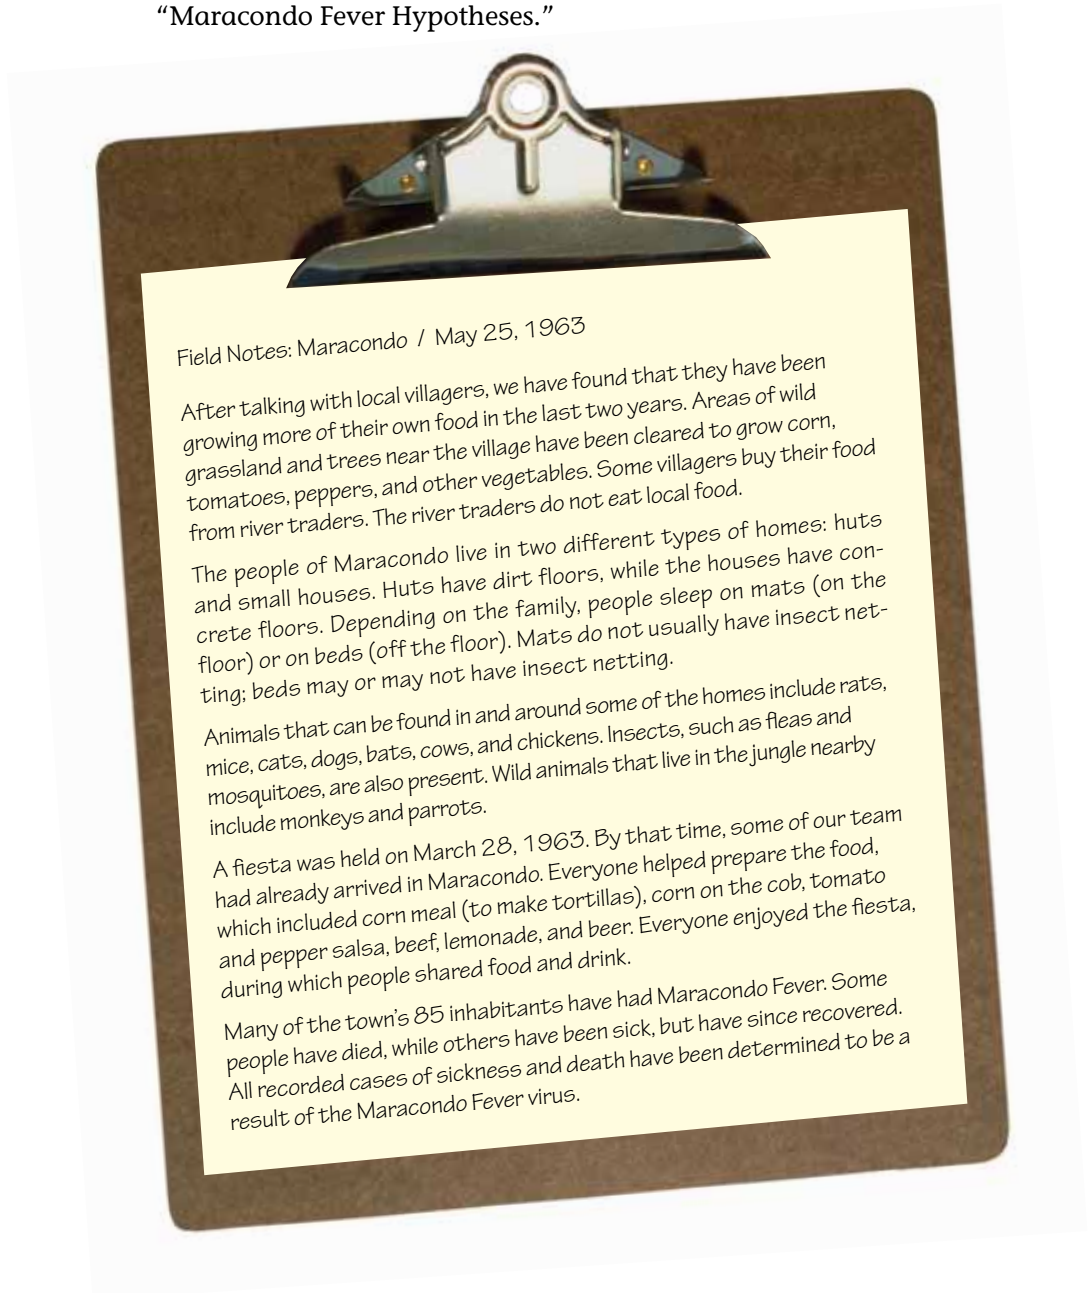 “Maracondo Fever Hypotheses.”
Field Notes: Maracondo / May 25, 1963
After talking with local villagers, we have found that they have been
growing more of their own food in the last two years. Areas of wild
grassland and trees near the village have been cleared to grow corn,
tomatoes, peppers, and other vegetables. Some villagers buy their food
from river traders. The river traders do not eat local food.
The people of Maracondo live in two different types of homes: huts
and small houses. Huts have dirt floors, while the houses have con-
crete floors. Depending on the family, people sleep on mats (on the
floor) or on beds (off the floor). Mats do not usually have insect net-
ting; beds may or may not have insect netting.
Animals that can be found in and around some of the homes include rats,
mice, cats, dogs, bats, cows, and chickens. Insects, such as fleas and
mosquitoes, are also present. Wild animals that live in the jungle nearby
include monkeys and parrots.
A fiesta was held on March 28, 1963. By that time, some of our team
had already arrived in Maracondo. Everyone helped prepare the food,
which included corn meal (to make tortillas), corn on the cob, tomato
and pepper salsa, beef, lemonade, and beer. Everyone enjoyed the fiesta,
during which people shared food and drink.
Many of the town’s 85 inhabitants have had Maracondo Fever. Some
people have died, while others have been sick, but have since recovered.
All recorded cases of sickness and death have been determined to be a
result of the Maracondo Fever virus.